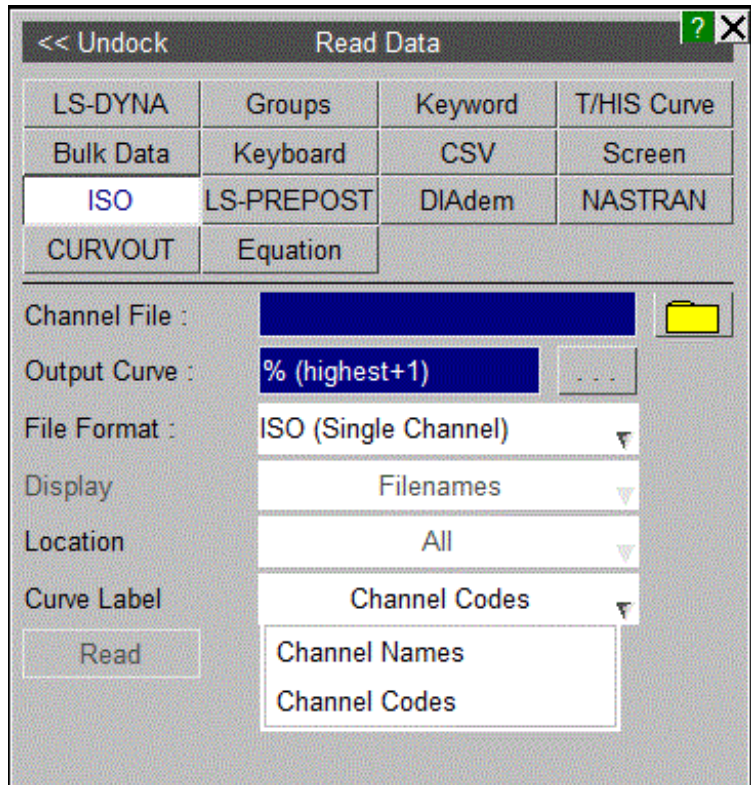 << Undock Read Data ? X
LS-DYNA Groups Keyword T/HIS Curve
Bulk Data Keyboard CSV Screen
ISO LS-PREPOST DIAdem NASTRAN
CURVOUT Equation
Channel File :
Output Curve : % (highest+1) ...
File Format : ISO (Single Channel)
Display Filenames
Location All
Curve Label Channel Codes
Read Channel Names
Channel Codes